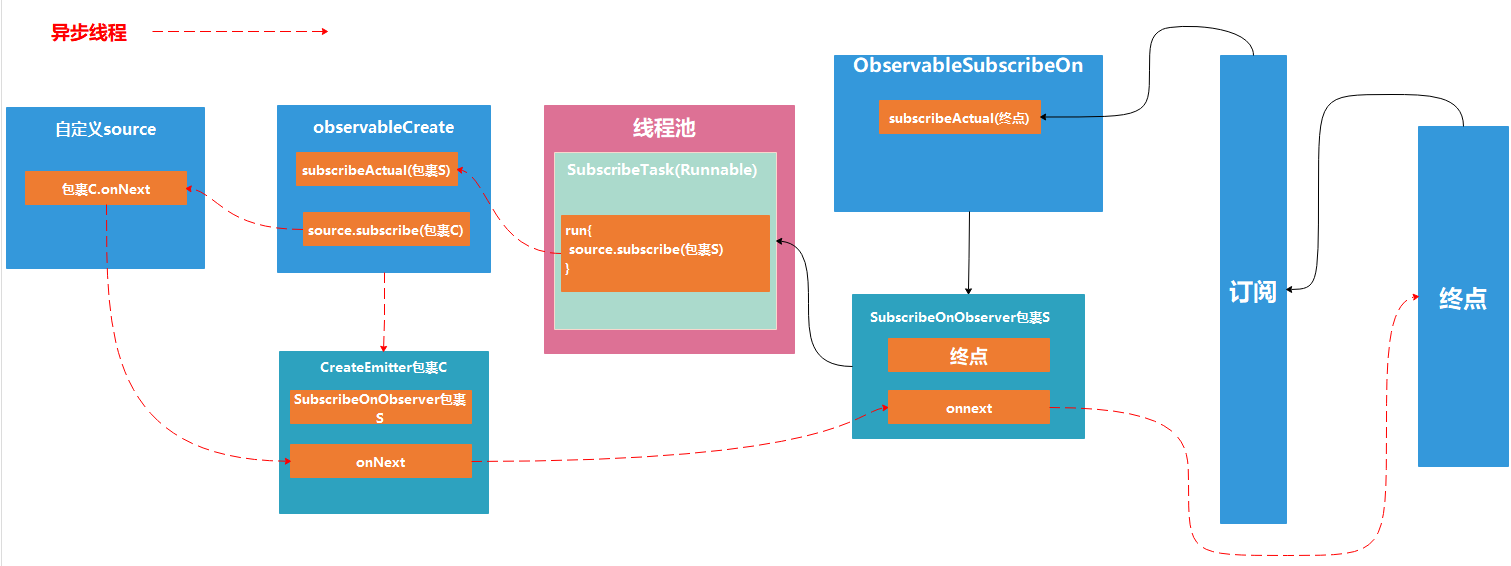 异步线程
自定义source
包裹C.onNext
observableCreate
subscribeActual(包裹S)
source.subscribe(包裹C)
CreateEmitter包裹C
SubscribeOnObserver包裹
S
onNext
线程池
SubscribeTask(Runnable)
run{
source.subscribe(包裹S)
}
ObservableSubscribeOn
subscribeActual(终点)
SubscribeOnObserver包裹S
终点
onnext
订阅
终点